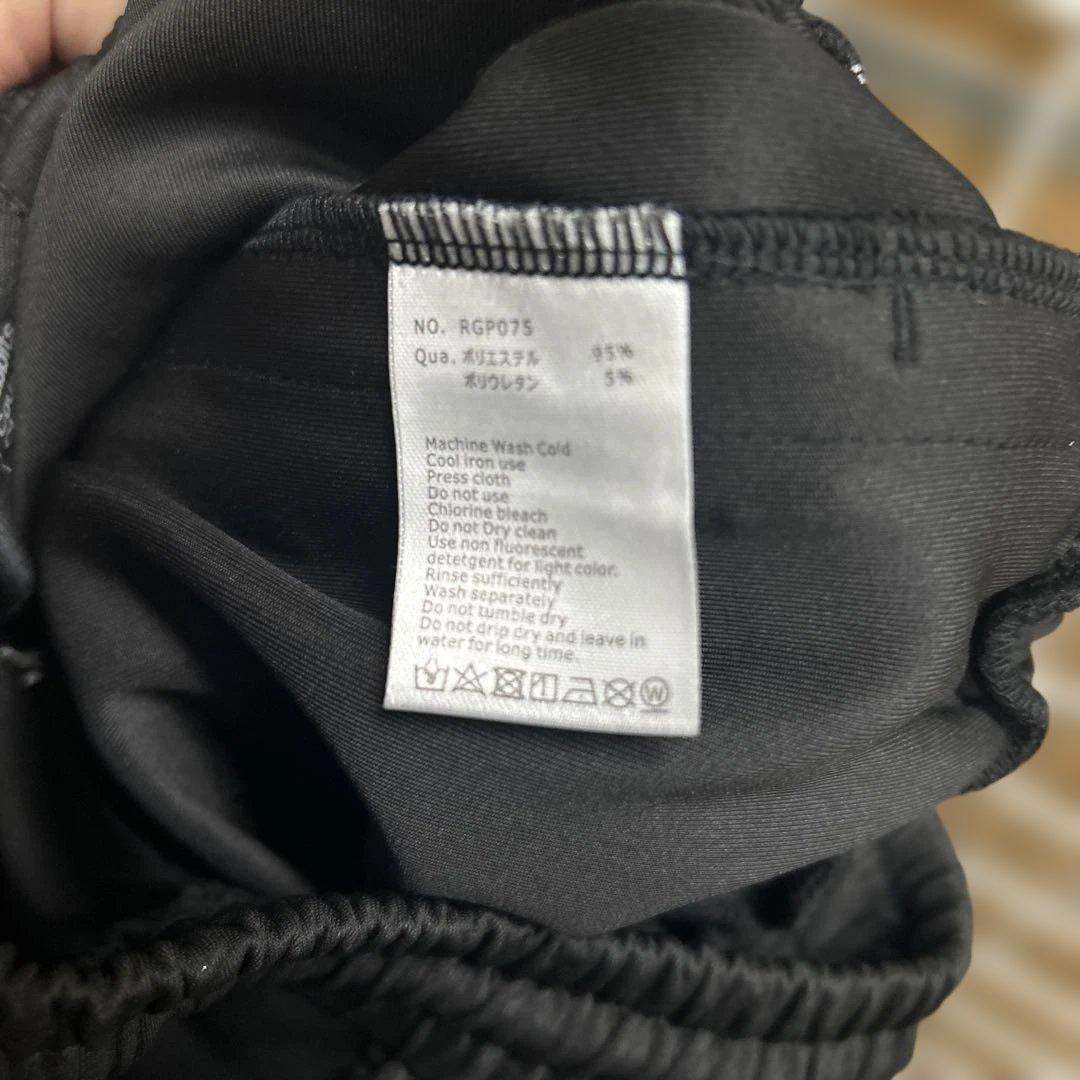 NO. RGP075
Qua. ポリエステル 95%
ポリウレタン 5%
Machine Wash Cold
Cool iron use
Press cloth
Do not use
Chlorine bleach
Do not Dry clean
Use non fluorescent
detetgent for light color.
Rinse sufficiently
Wash separately
Do not tumble dry
Do not drip dry and leave in
water for long time.
W